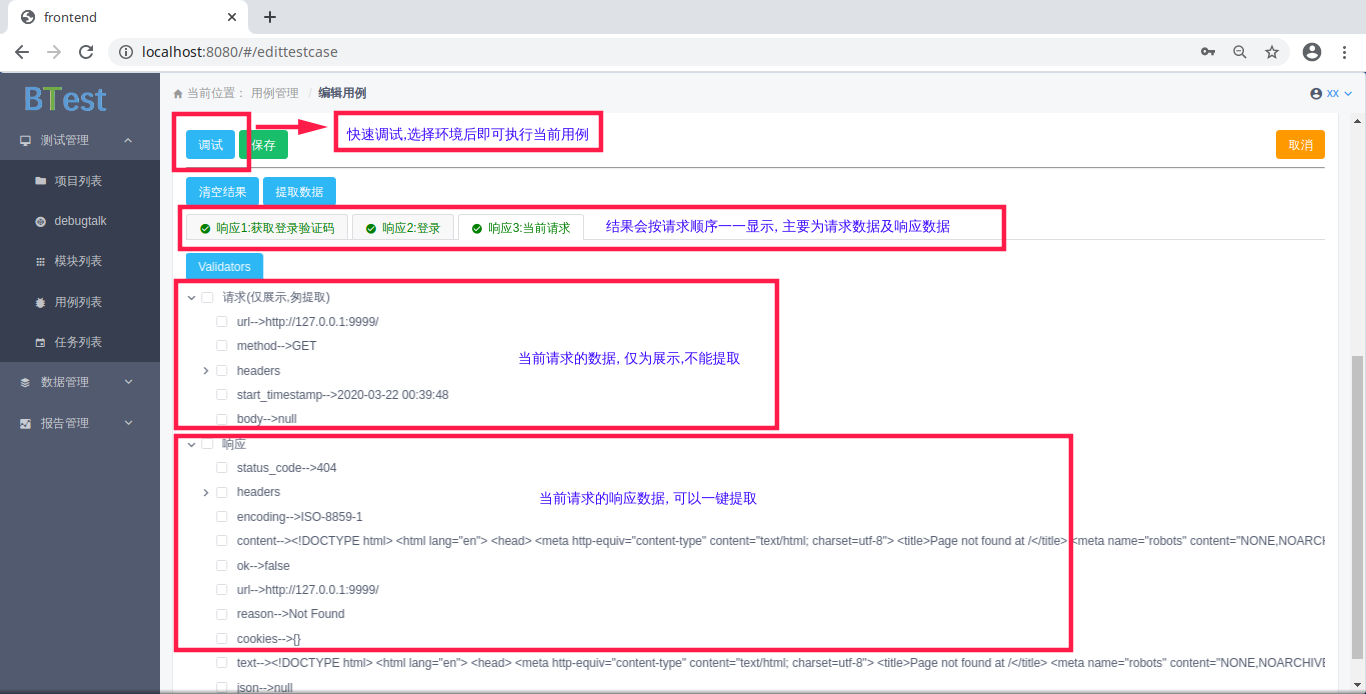 frontend
localhost:8080/#/edittestcase
BTest
当前位置： 用例管理 / 编辑用例
xx
测试管理
项目列表
debugtalk
模块列表
用例列表
任务列表
数据管理
报告管理
调试
保存
快速调试,选择环境后即可执行当前用例
取消
清空结果
提取数据
响应1:获取登录验证码
响应2:登录
响应3:当前请求
结果会按请求顺序一一显示, 主要为请求数据及响应数据
Validators
请求(仅展示,匆提取)
url-->http://127.0.0.1:9999/
method-->GET
当前请求的数据, 仅为展示,不能提取
headers
start_timestamp-->2020-03-22 00:39:48
body-->null
响应
status_code-->404
headers
当前请求的响应数据, 可以一键提取
encoding-->ISO-8859-1
content--><!DOCTYPE html> <html lang="en"> <head> <meta http-equiv="content-type" content="text/html; charset=utf-8"> <title>Page not found at /</title> <meta name="robots" content="NONE,NOARCH
ok-->false
url-->http://127.0.0.1:9999/
reason-->Not Found
cookies-->{}
text--><!DOCTYPE html> <html lang="en"> <head> <meta http-equiv="content-type" content="text/html; charset=utf-8"> <title>Page not found at /</title> <meta name="robots" content="NONE,NOARCHIVE
json-->null